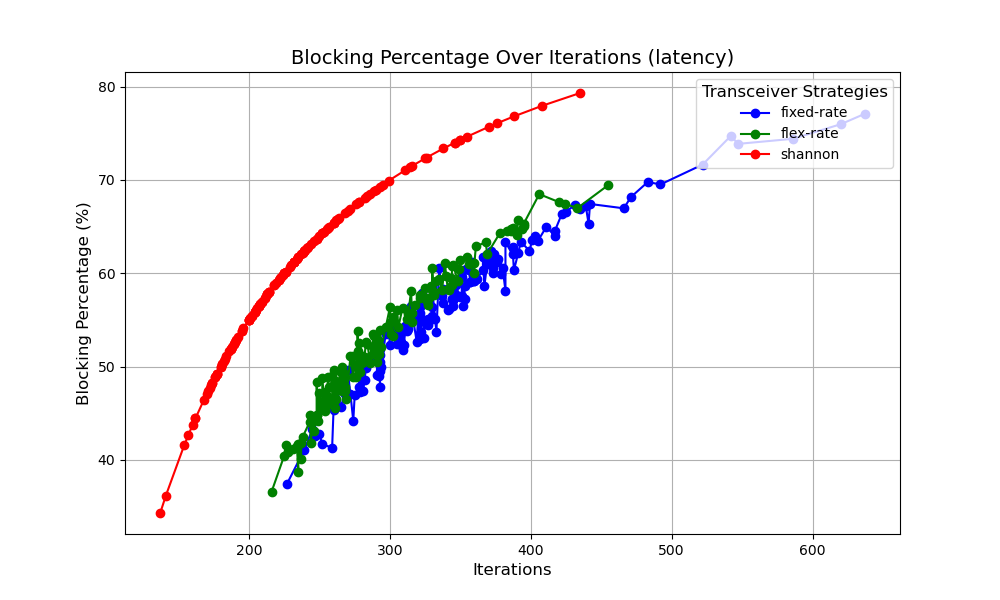 Blocking Percentage Over Iterations (latency)
Transceiver Strategies
fixed-rate
flex-rate
shannon
80
70
60
50
40
Blocking Percentage (%)
200 300 400 500 600
Iterations